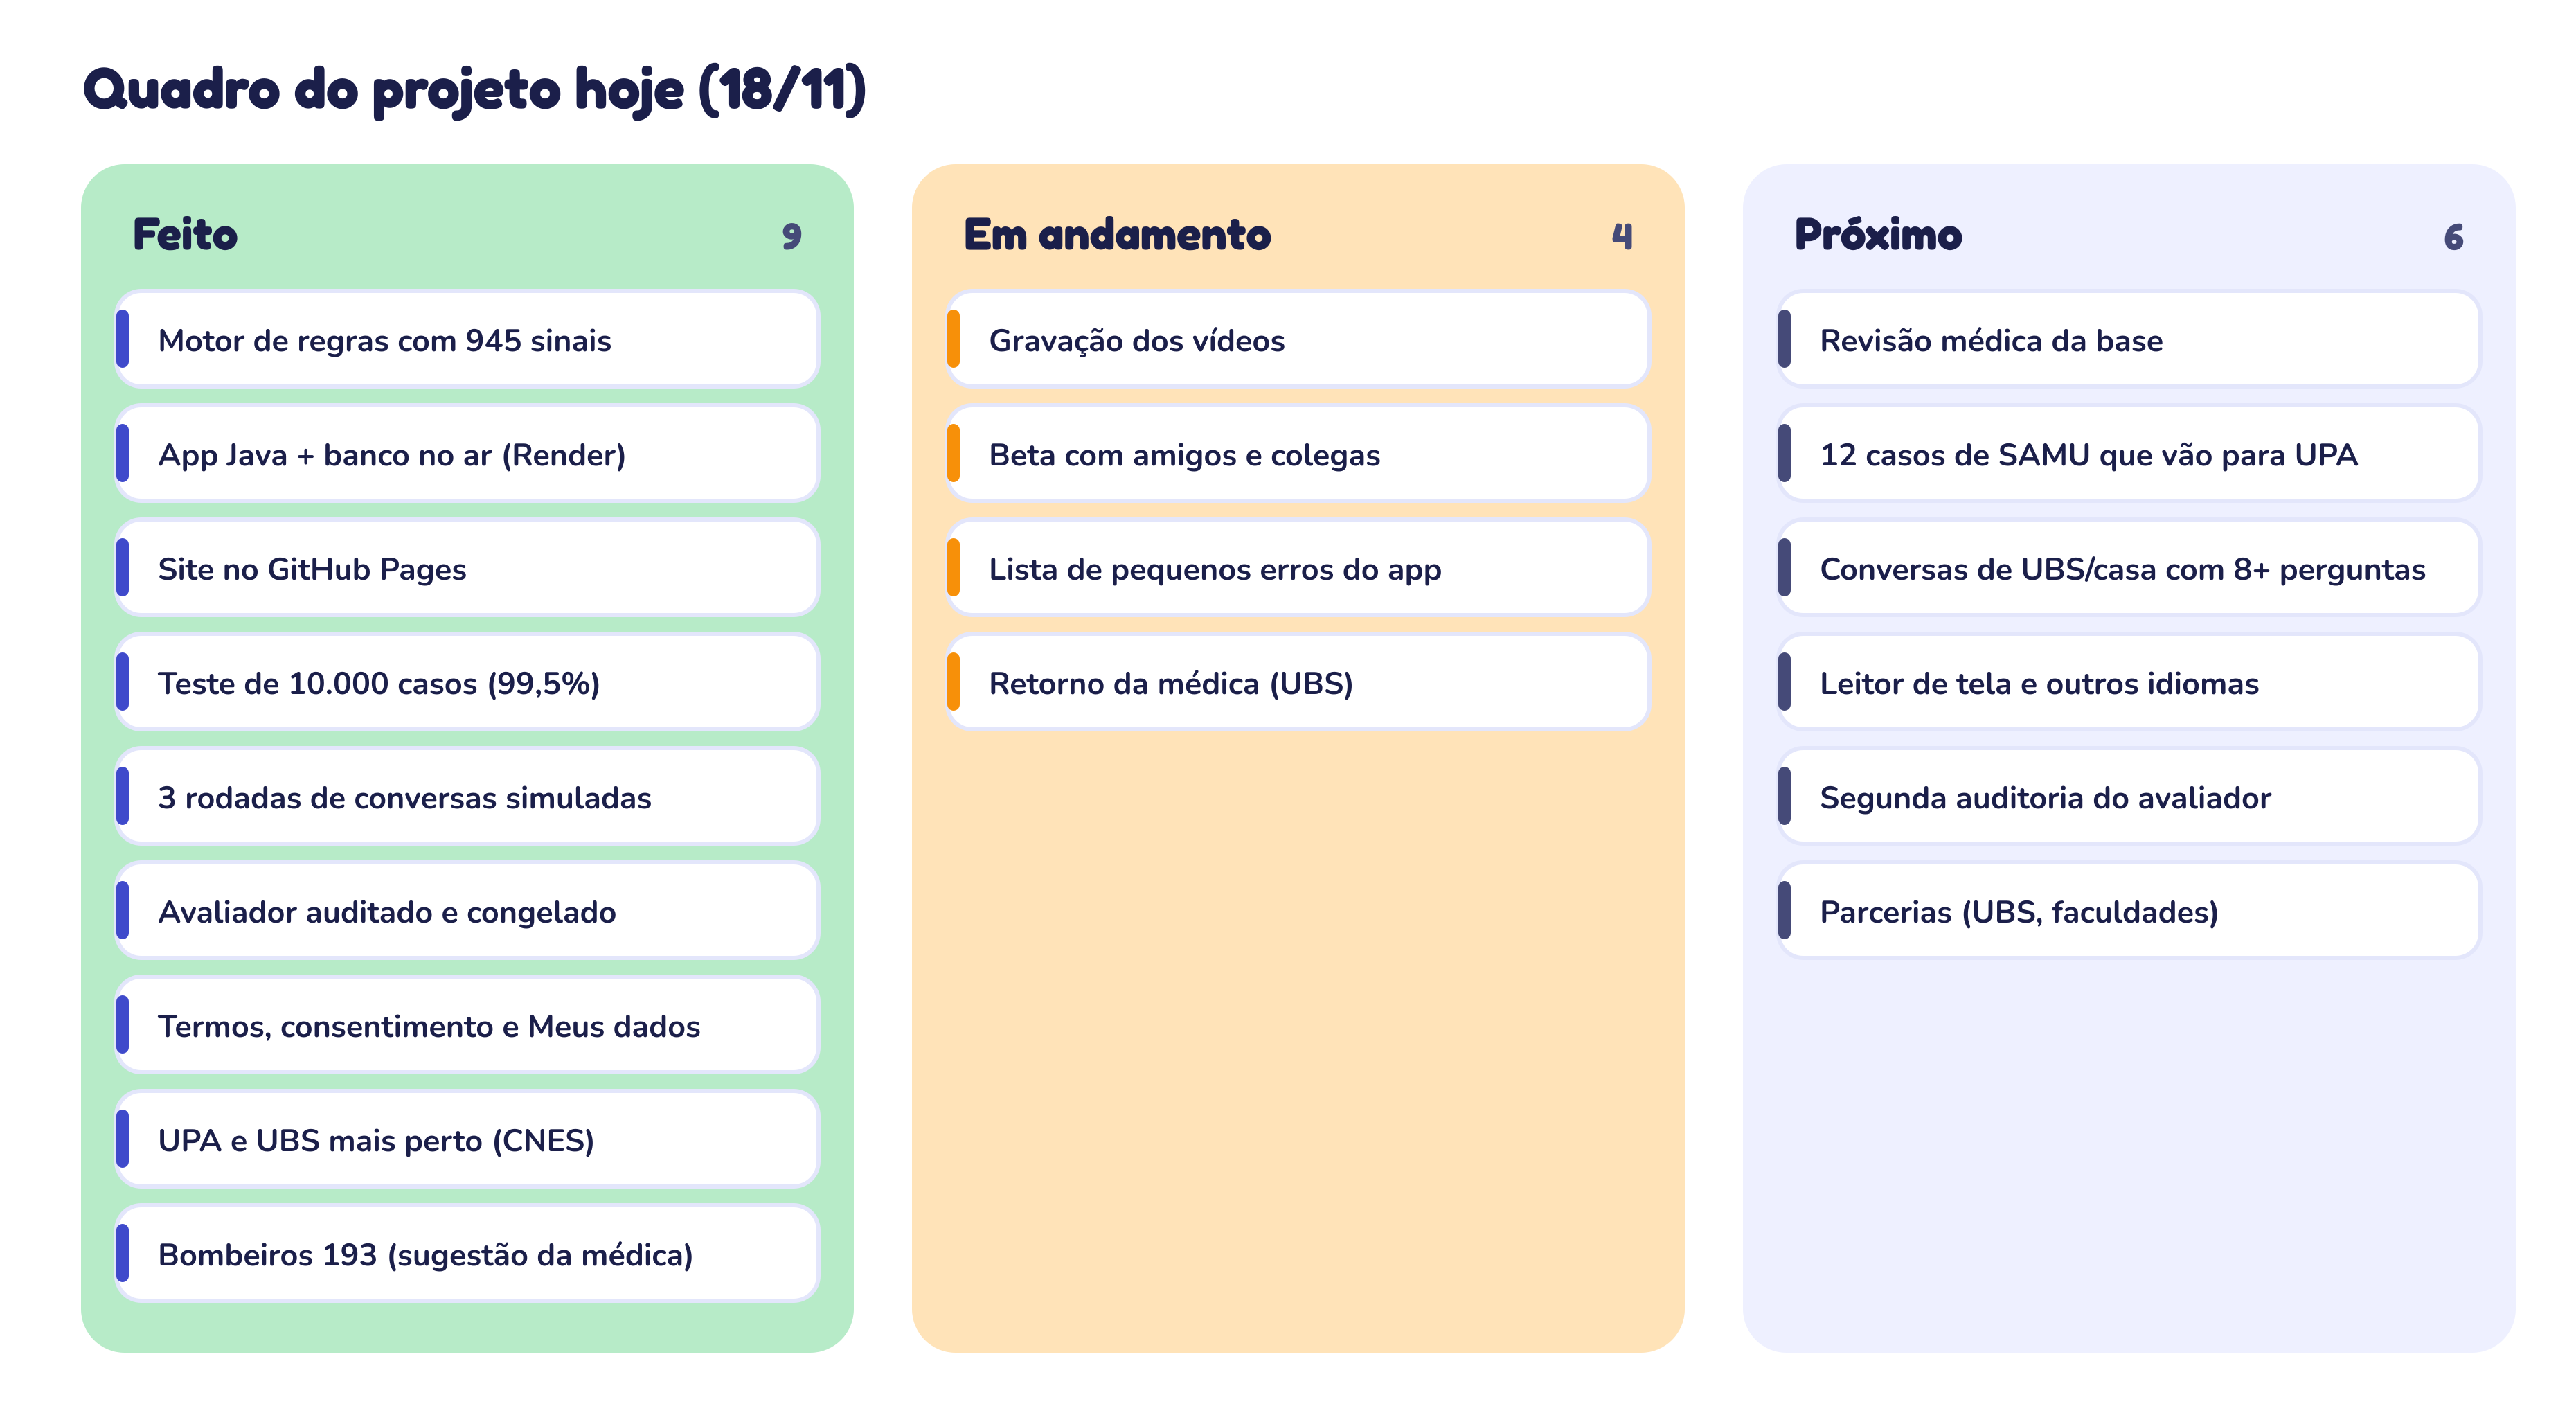 Quadro do projeto hoje (18/11)
Feito 9
Motor de regras com 945 sinais
App Java + banco no ar (Render)
Site no GitHub Pages
Teste de 10.000 casos (99,5%)
3 rodadas de conversas simuladas
Avaliador auditado e congelado
Termos, consentimento e Meus dados
UPA e UBS mais perto (CNES)
Bombeiros 193 (sugestão da médica)
Em andamento 4
Gravação dos vídeos
Beta com amigos e colegas
Lista de pequenos erros do app
Retorno da médica (UBS)
Próximo 6
Revisão médica da base
12 casos de SAMU que vão para UPA
Conversas de UBS/casa com 8+ perguntas
Leitor de tela e outros idiomas
Segunda auditoria do avaliador
Parcerias (UBS, faculdades)